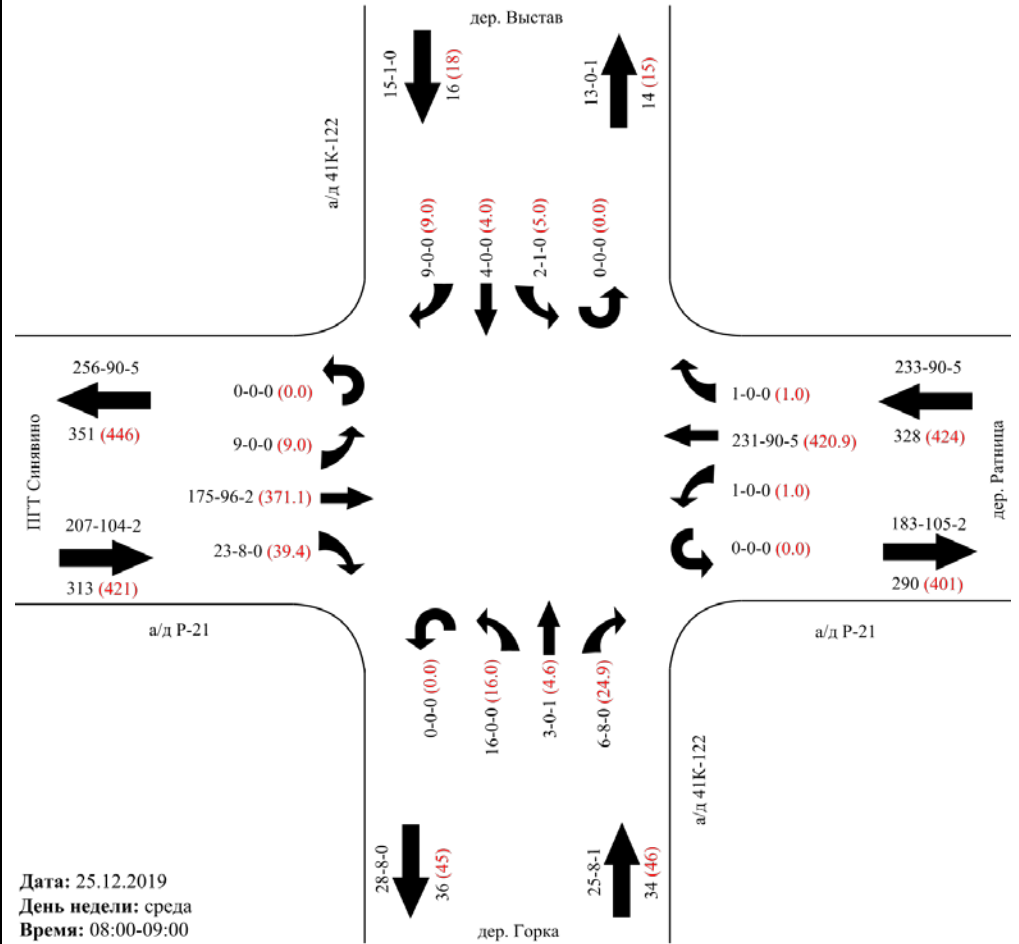 дер. Выстав
15-1-0
16 (18)
13-0-1
14 (15)
а/д 41К-122
9-0-0 (9.0)
4-0-0 (4.0)
2-1-0 (5.0)
0-0-0 (0.0)
256-90-5
351 (446)
0-0-0 (0.0)
9-0-0 (9.0)
175-96-2 (371.1)
23-8-0 (39.4)
ПГТ Синявино
207-104-2
313 (421)
а/д Р-21
1-0-0 (1.0)
231-90-5 (420.9)
1-0-0 (1.0)
0-0-0 (0.0)
233-90-5
328 (424)
дер. Ратница
183-105-2
290 (401)
а/д Р-21
0-0-0 (0.0)
16-0-0 (16.0)
3-0-1 (4.6)
6-8-0 (24.9)
а/д 41К-122
28-8-0
36 (45)
25-8-1
34 (46)
дер. Горка
Дата: 25.12.2019
День недели: среда
Время: 08:00-09:00